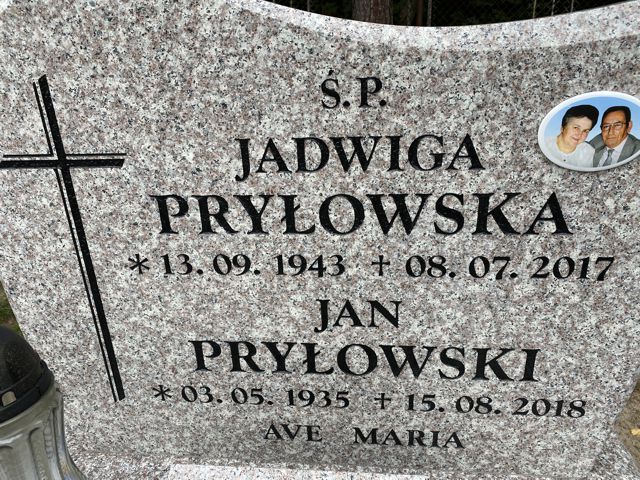 Ś.P.
JADWIGA
PRYŁOWSKA
* 13. 09. 1943 + 08. 07. 2017
JAN
PRYŁOWSKI
* 03. 05. 1935 + 15. 08. 2018
AVE MARIA